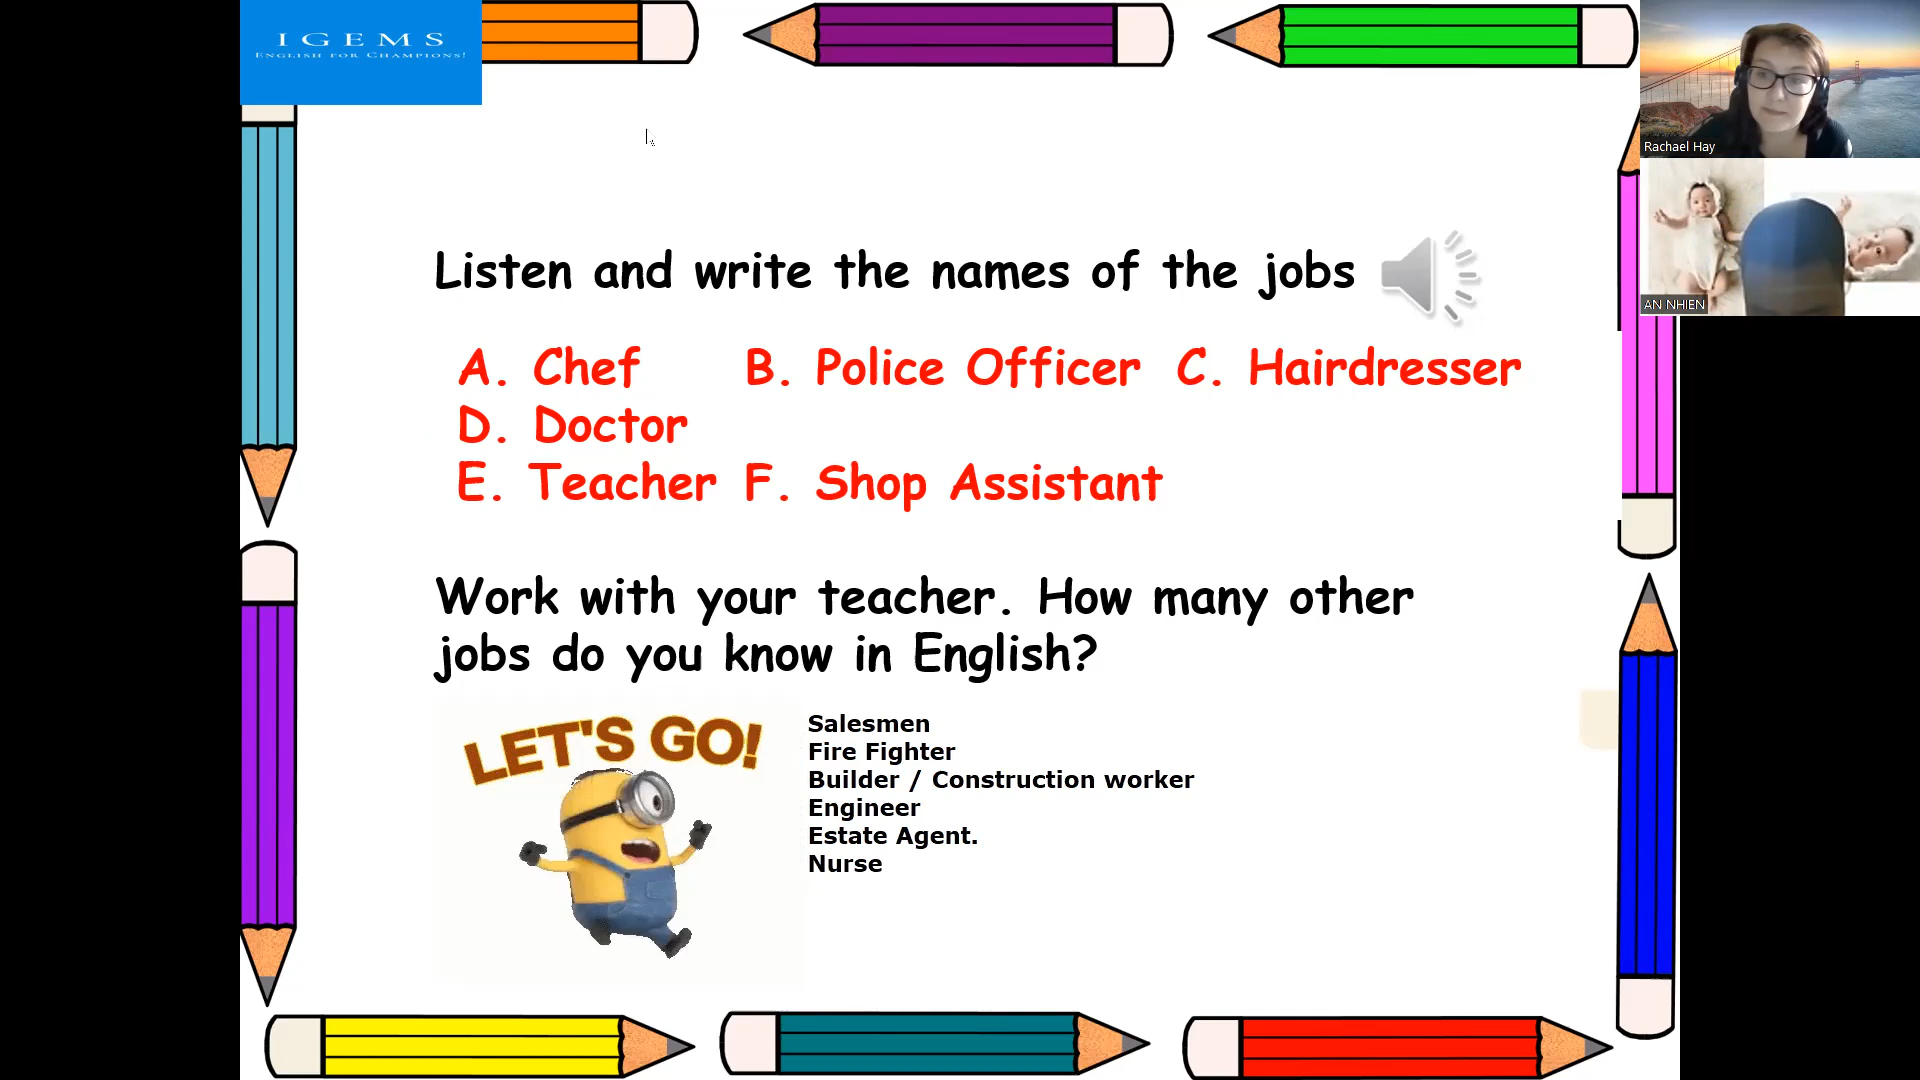 IGEMS
ENGLISH FOR CHAMPIONS!
Rachael Hay
AN NHIEN
Listen and write the names of the jobs
A. Chef B. Police Officer C. Hairdresser
D. Doctor
E. Teacher F. Shop Assistant
Work with your teacher. How many other
jobs do you know in English?
LET'S GO!
Salesmen
Fire Fighter
Builder / Construction worker
Engineer
Estate Agent.
Nurse